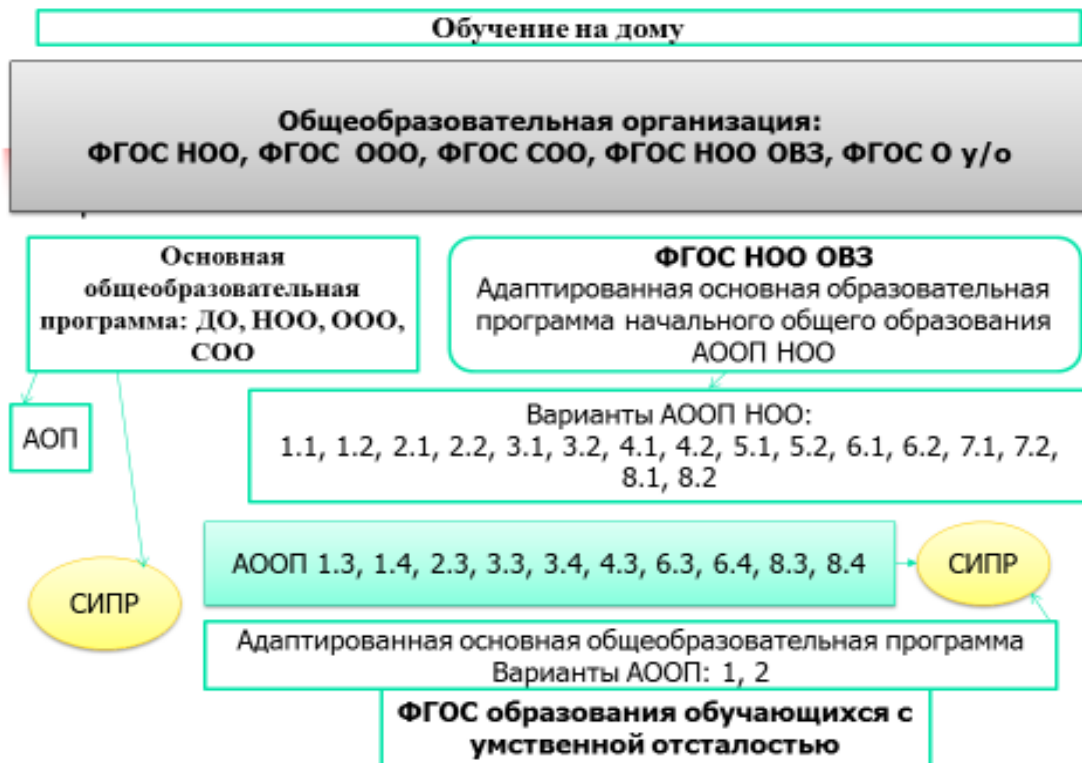 Обучение на дому
Общеобразовательная организация:
ФГОС НОО, ФГОС ООО, ФГОС СОО, ФГОС НОО ОВЗ, ФГОС О у/о
Основная
общеобразовательная
программа: ДО, НОО, ООО,
СОО
ФГОС НОО ОВЗ
Адаптированная основная образовательная
программа начального общего образования
АООП НОО
АОП
Варианты АООП НОО:
1.1, 1.2, 2.1, 2.2, 3.1, 3.2, 4.1, 4.2, 5.1, 5.2, 6.1, 6.2, 7.1, 7.2,
8.1, 8.2
СИПР
АООП 1.3, 1.4, 2.3, 3.3, 3.4, 4.3, 6.3, 6.4, 8.3, 8.4
СИПР
Адаптированная основная общеобразовательная программа
Варианты АООП: 1, 2
ФГОС образования обучающихся с
умственной отсталостью